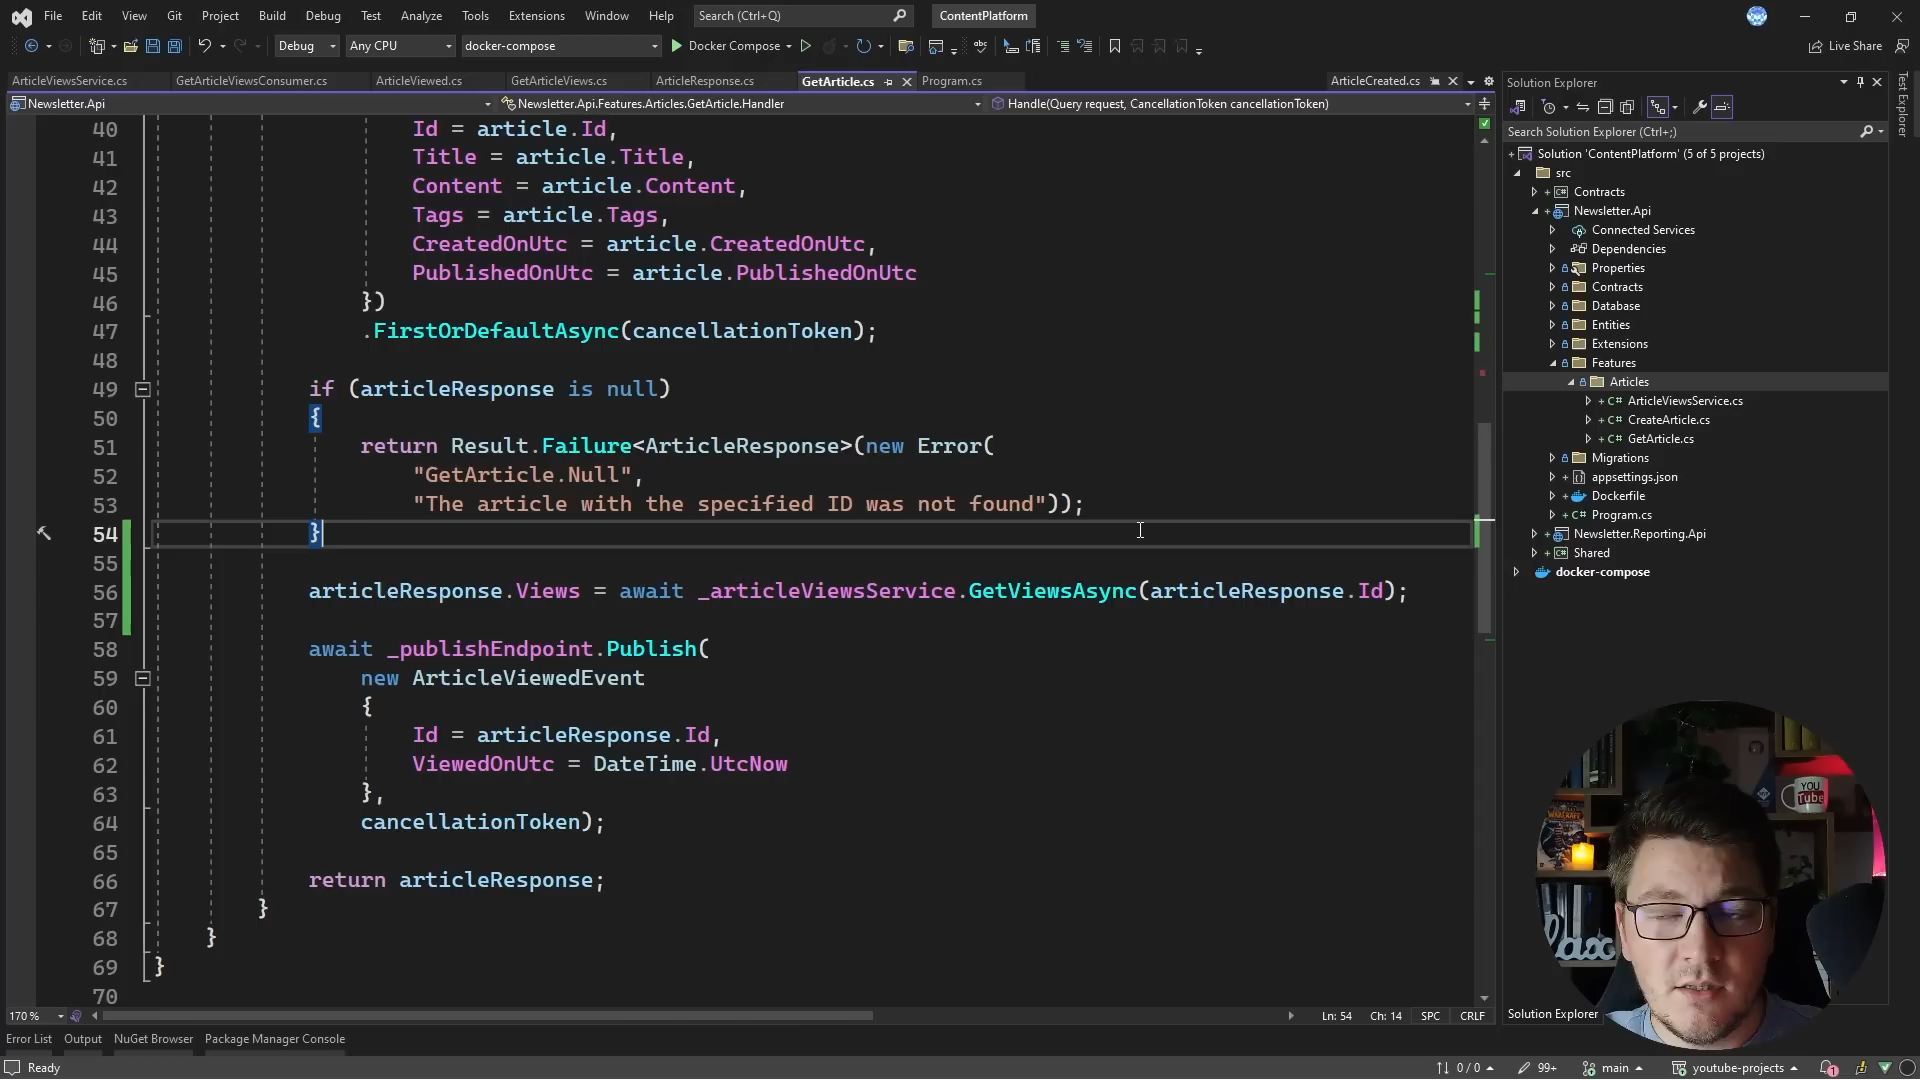 File Edit View Git Project Build Debug Test Analyze Tools Extensions Window Help Search (Ctrl+Q) ContentPlatform
Debug Any CPU docker-compose Docker Compose Live Share
ArticleViewsService.cs GetArticleViewsConsumer.cs ArticleViewed.cs GetArticleViews.cs ArticleResponse.cs GetArticle.cs Program.cs ArticleCreated.cs
Newsletter.Api Newsletter.Api.Features.Articles.GetArticle.Handler Handle(Query request, CancellationToken cancellationToken)
40 Id = article.Id,
41 Title = article.Title,
42 Content = article.Content,
43 Tags = article.Tags,
44 CreatedOnUtc = article.CreatedOnUtc,
45 PublishedOnUtc = article.PublishedOnUtc
46 })
47 .FirstOrDefaultAsync(cancellationToken);
48
49 if (articleResponse is null)
50 {
51 return Result.Failure<ArticleResponse>(new Error(
52 "GetArticle.Null",
53 "The article with the specified ID was not found"));
54 }
55
56 articleResponse.Views = await _articleViewsService.GetViewsAsync(articleResponse.Id);
57
58 await _publishEndpoint.Publish(
59 new ArticleViewedEvent
60 {
61 Id = articleResponse.Id,
62 ViewedOnUtc = DateTime.UtcNow
63 },
64 cancellationToken);
65
66 return articleResponse;
67 }
68 }
69 }
70
170 % Ln: 54 Ch: 14 SPC CRLF
Error List Output NuGet Browser Package Manager Console
Ready 0 / 0 99+ main youtube-projects 1
Solution Explorer
Search Solution Explorer (Ctrl+;)
Solution 'ContentPlatform' (5 of 5 projects)
src
Contracts
Newsletter.Api
Connected Services
Dependencies
Properties
Contracts
Database
Entities
Extensions
Features
Articles
ArticleViewsService.cs
CreateArticle.cs
GetArticle.cs
Migrations
appsettings.json
Dockerfile
Program.cs
Newsletter.Reporting.Api
Shared
docker-compose
Solution Explorer
Test Explorer
YOU
Tube